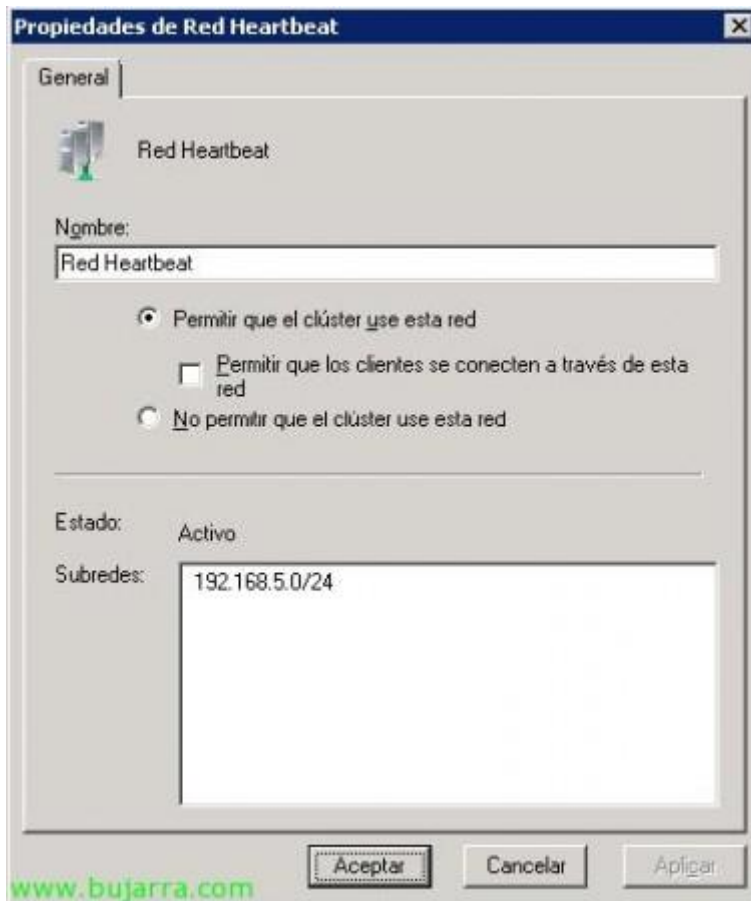 Propiedades de Red Heartbeat
General
Red Heartbeat
Nombre:
Red Heartbeat
Permitir que el clúster use esta red
Permitir que los clientes se conecten a través de esta
red
No permitir que el clúster use esta red
Estado:
Activo
Subredes:
192.168.5.0/24
Aceptar
Cancelar
Aplicar
www.bujarra.com